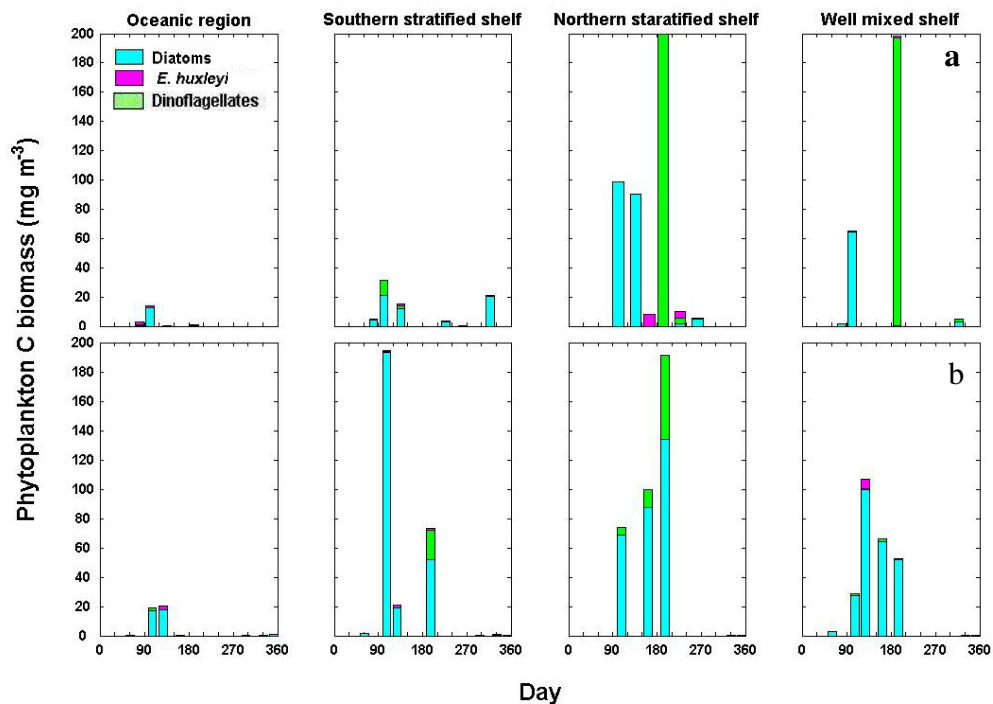 Oceanic region
Southern stratified shelf
Northern staratified shelf
Well mixed shelf
Phytoplankton C biomass (mg m⁻³)
200
180
160
140
120
100
80
60
40
20
0
Diatoms
E. huxleyi
Dinoflagellates
a
200
180
160
140
120
100
80
60
40
20
0
b
0 90 180 270 360
0 90 180 270 360
0 90 180 270 360
0 90 180 270 360
Day